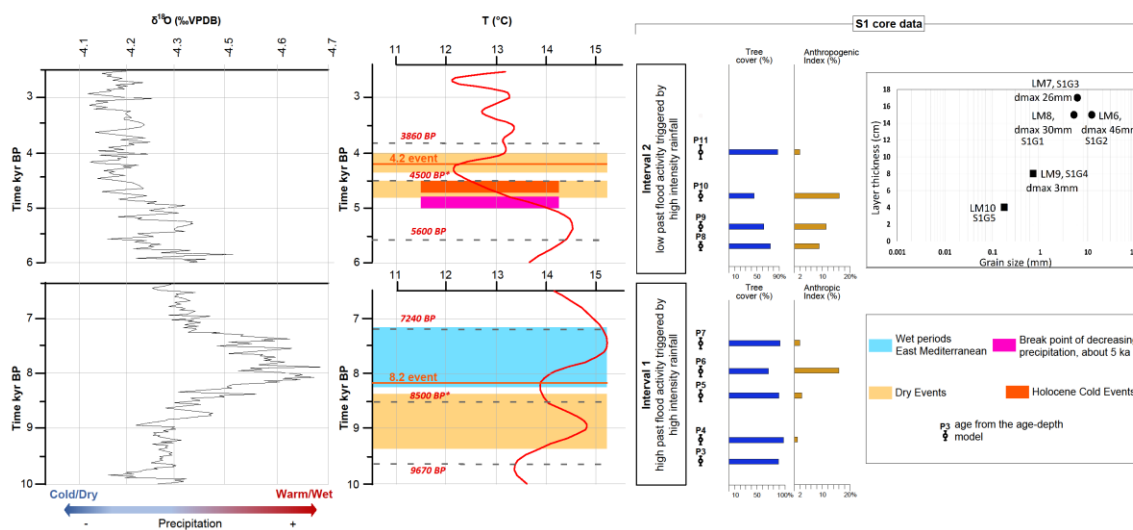 δ¹⁸O (‰VPDB)
-4.1
-4.2
-4.3
-4.5
-4.6
-4.7
T (°C)
11
12
13
14
15
S1 core data
Tree
cover (%)
Anthropogenic
Index (%)
Time kyr BP
3
4
5
6
Time kyr BP
3
4
5
6
3860 BP
4.2 event
4500 BP*
5600 BP
Interval 2
low past flood activity triggered by
high intensity rainfall
P11
P10
P9
P8
10
50
90%
10
20%
LM7, S1G3
dmax 26mm
LM8,
dmax 30mm
S1G1
LM6,
dmax 46mm
S1G2
LM9, S1G4
dmax 3mm
LM10
S1G5
Layer thickness (cm)
18
16
14
12
10
8
6
4
2
0
0.001
0.01
0.1
1
10
Grain size (mm)
11
12
13
14
15
Tree
cover (%)
Anthropic
Index (%)
Time kyr BP
7
8
9
10
Time kyr BP
7
8
9
10
7240 BP
8.2 event
8500 BP*
9670 BP
Interval 1
high past flood activity triggered by
high intensity rainfall
P7
P6
P5
P4
P3
10
50
100%
10
20%
Wet periods
East Mediterranean
Break point of decreasing
precipitation, about 5 ka
Dry Events
Holocene Cold Events
P3 age from the age-depth
model
Cold/Dry
Warm/Wet
-
Precipitation
+